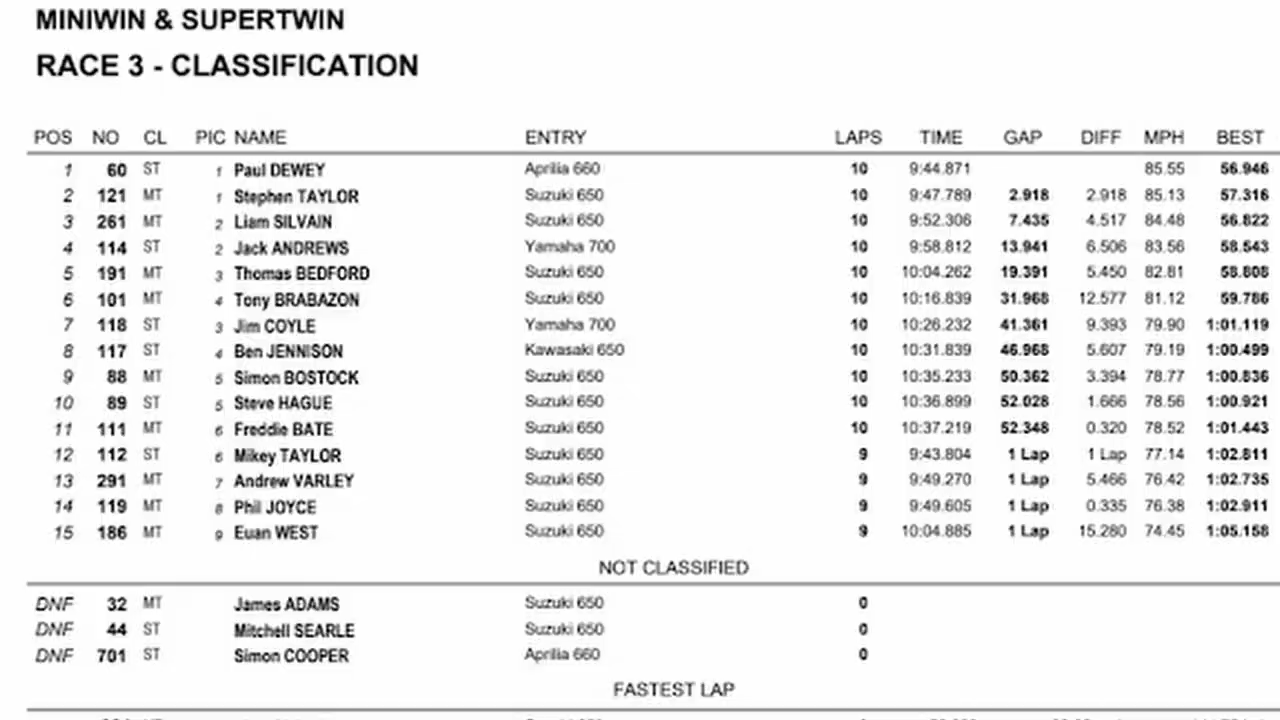 MINIWIN & SUPERTWIN
RACE 3 - CLASSIFICATION
POS NO CL PIC NAME ENTRY LAPS TIME GAP DIFF MPH BEST
1 60 ST 1 Paul DEWEY Aprilia 660 10 9:44.871 85.55 56.946
2 121 MT 1 Stephen TAYLOR Suzuki 650 10 9:47.789 2.918 2.918 85.13 57.316
3 261 MT 2 Liam SILVAIN Suzuki 650 10 9:52.306 7.435 4.517 84.48 56.822
4 114 ST 2 Jack ANDREWS Yamaha 700 10 9:58.812 13.941 6.506 83.56 58.543
5 191 MT 3 Thomas BEDFORD Suzuki 650 10 10:04.262 19.391 5.450 82.81 58.808
6 101 MT 4 Tony BRABAZON Suzuki 650 10 10:16.839 31.968 12.577 81.12 59.786
7 118 ST 3 Jim COYLE Yamaha 700 10 10:26.232 41.361 9.393 79.90 1:01.119
8 117 ST 4 Ben JENNISON Kawasaki 650 10 10:31.839 46.968 5.607 79.19 1:00.499
9 88 MT 5 Simon BOSTOCK Suzuki 650 10 10:35.233 50.362 3.394 78.77 1:00.836
10 89 ST 5 Steve HAGUE Suzuki 650 10 10:36.899 52.028 1.666 78.56 1:00.921
11 111 MT 6 Freddie BATE Suzuki 650 10 10:37.219 52.348 0.320 78.52 1:01.443
12 112 ST 6 Mikey TAYLOR Suzuki 650 9 9:43.804 1 Lap 1 Lap 77.14 1:02.811
13 291 MT 7 Andrew VARLEY Suzuki 650 9 9:49.270 1 Lap 5.466 76.42 1:02.735
14 119 MT 8 Phil JOYCE Suzuki 650 9 9:49.605 1 Lap 0.335 76.38 1:02.911
15 186 MT 9 Euan WEST Suzuki 650 9 10:04.885 1 Lap 15.280 74.45 1:05.158
NOT CLASSIFIED
DNF 32 MT James ADAMS Suzuki 650 0
DNF 44 ST Mitchell SEARLE Suzuki 650 0
DNF 701 ST Simon COOPER Aprilia 660 0
FASTEST LAP